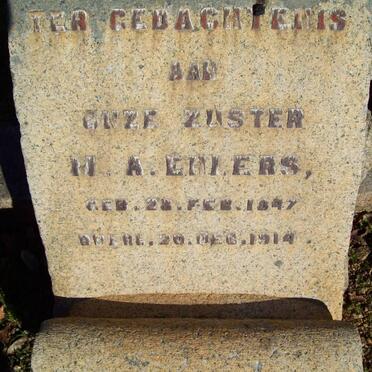 TER GEDACHTENIS
AAN
ONZE ZUSTER
M. A. EHLERS,
GEB. 28. FEB. 1847
OVERL. 20. DEC. 1914